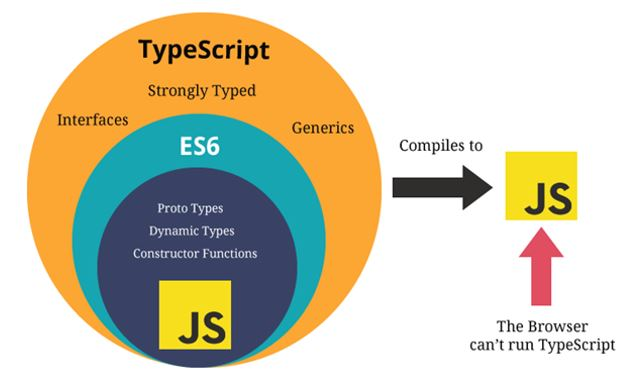 TypeScript
Strongly Typed
Interfaces
Generics
ES6
Proto Types
Dynamic Types
Constructor Functions
JS
Compiles to
JS
The Browser
can't run TypeScript